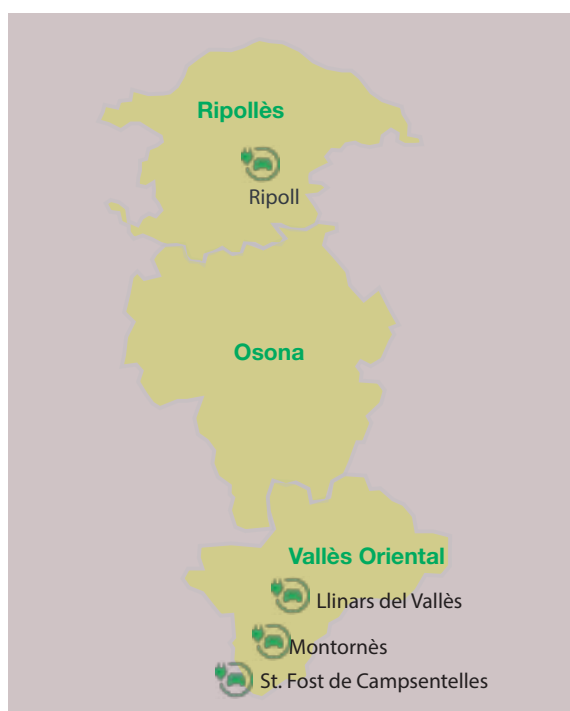 Ripollès
Ripoll
Osona
Vallès Oriental
Llinars del Vallès
Montornès
St. Fost de Campsentelles